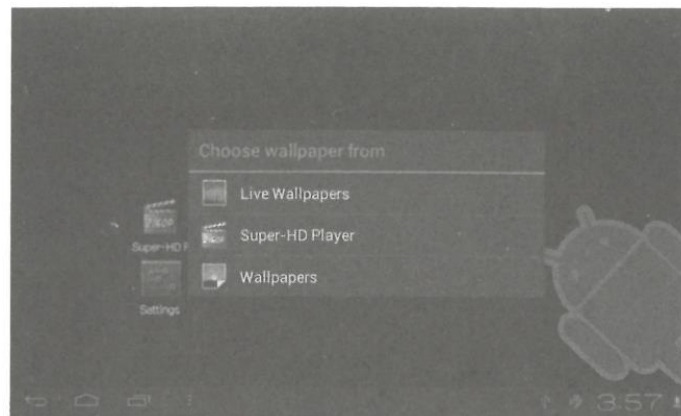 Choose wallpaper from
Live Wallpapers
Super-HD Player
Wallpapers
Super-HD P
Settings
3:57